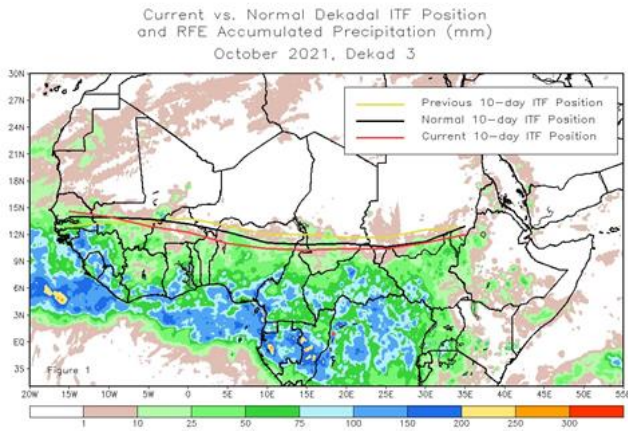 Current vs. Normal Dekadal ITF Position
and RFE Accumulated Precipitation (mm)
October 2021, Dekad 3
Previous 10-day ITF Position
Normal 10-day ITF Position
Current 10-day ITF Position
30N
27N
24N
21N
18N
15N
12N
9N
6N
3N
EQ
3S
Figure 1
20W 15W 10W 5W 0 5E 10E 15E 20E 25E 30E 35E 40E 45E 50E 55E
1 10 25 50 75 100 150 200 250 300